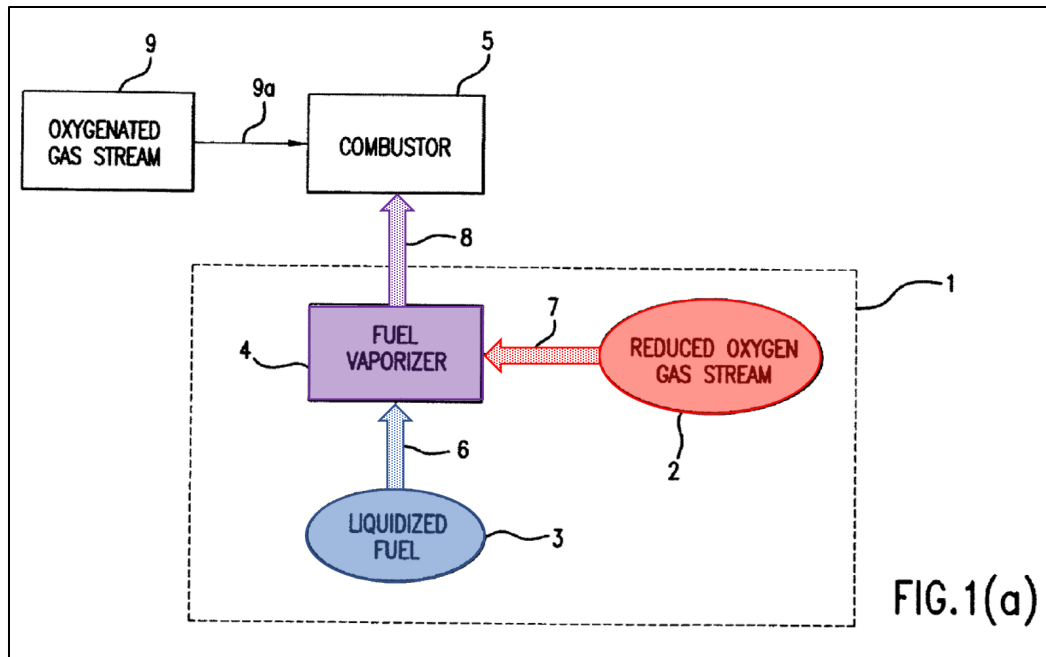 9
5
9a
OXYGENATED
GAS STREAM
COMBUSTOR
8
1
7
4
FUEL
VAPORIZER
REDUCED OXYGEN
GAS STREAM
6
2
LIQUIDIZED
FUEL
3
FIG.1(a)